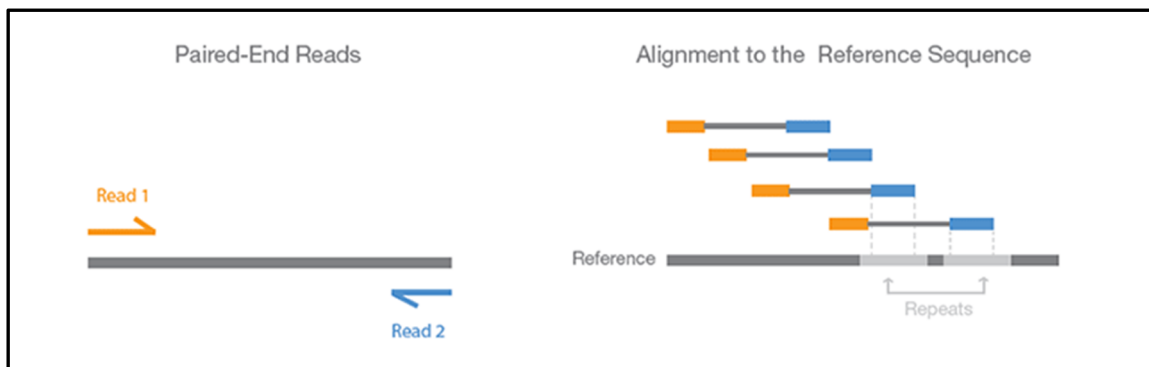 Paired-End Reads
Read 1
Read 2
Alignment to the Reference Sequence
Reference
Repeats